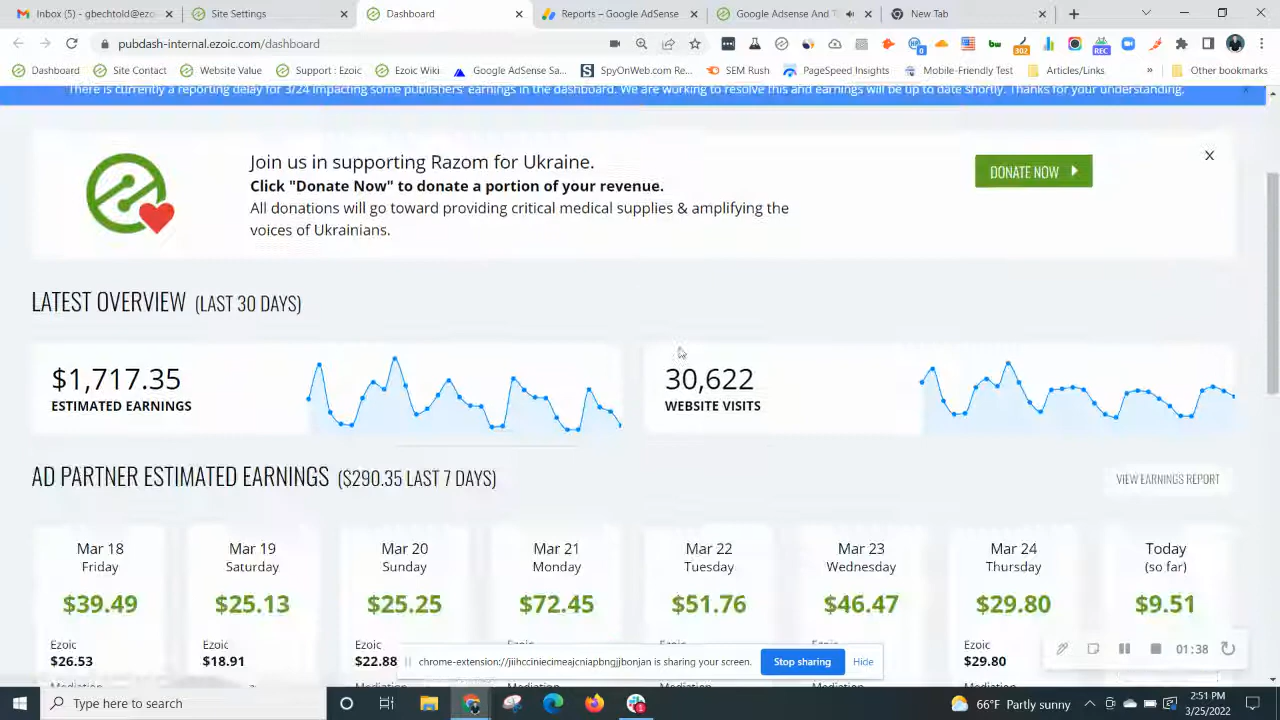 Inbox (5) - gbechtold@ezo
Site Settings
Dashboard
Reports - Google AdSense
Google Adsense And T
New Tab
pubdash-internal.ezoic.com/dashboard
0
302
REC
Dashboard
Site Contac
Website Value
Support : Ezoic
Ezoic Wiki
Google AdSense Sa...
SpyOnWeb.com Re...
SEM Rush
PageSpeed Insights
Mobile-Friendly Test
Articles/Links
»
Other bookmarks
There is currently a reporting delay for 3/24 impacting some publishers' earnings in the dashboard. We are working to resolve this and earnings will be up to date shortly. Thanks for your understanding.
Join us in supporting Razom for Ukraine.
Click "Donate Now" to donate a portion of your revenue.
All donations will go toward providing critical medical supplies & amplifying the
voices of Ukrainians.
DONATE NOW
LATEST OVERVIEW (LAST 30 DAYS)
$1,717.35
ESTIMATED EARNINGS
30,622
WEBSITE VISITS
AD PARTNER ESTIMATED EARNINGS ($290.35 LAST 7 DAYS)
VIEW EARNINGS REPORT
Mar 18 Mar 19 Mar 20 Mar 21 Mar 22 Mar 23 Mar 24 Today
Friday Saturday Sunday Monday Tuesday Wednesday Thursday (so far)
$39.49 $25.13 $25.25 $72.45 $51.76 $46.47 $29.80 $9.51
Ezoic Ezoic Ezoic Ezoic
$26.53 $18.91 $22.88 $29.80
chrome-extension://jiihcciniecimeajcniapbngjjbonjan is sharing your screen.
Stop sharing
Hide
01:38
Type here to search
66°F Partly sunny
2:51 PM
3/25/2022